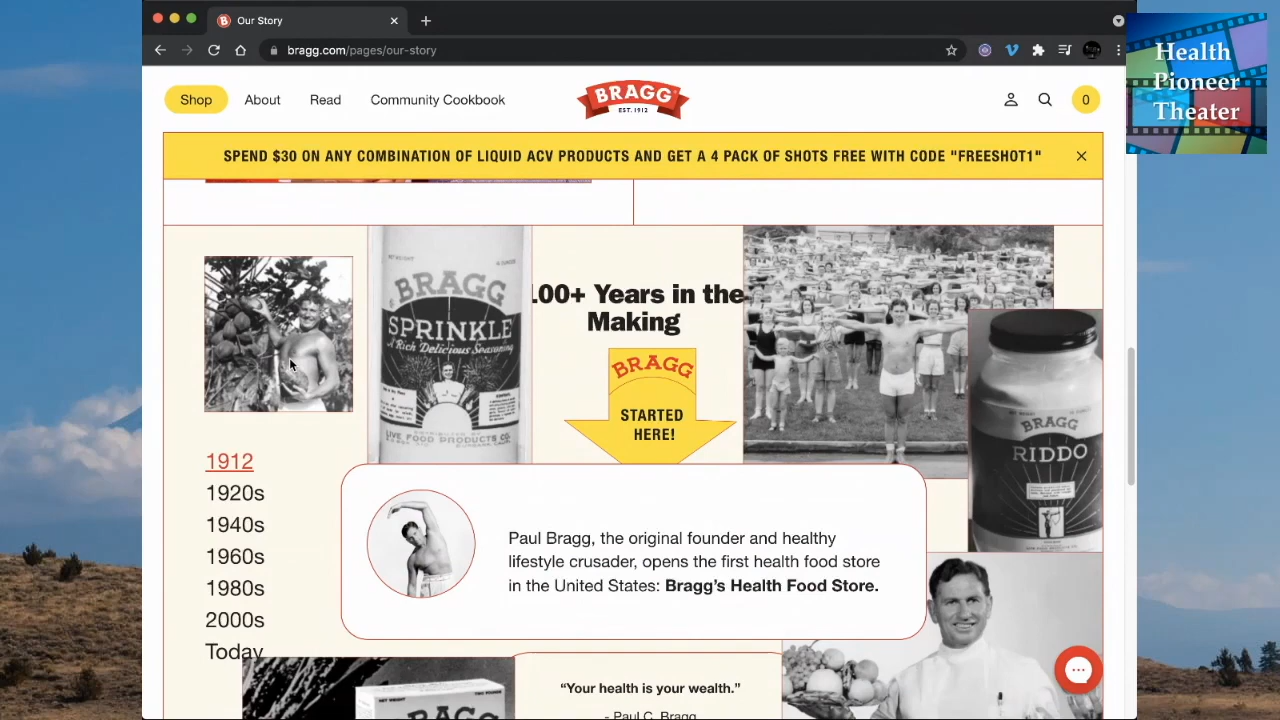 Our Story
bragg.com/pages/our-story
Health
Pioneer
Theater
Shop
About
Read
Community Cookbook
BRAGG
EST. 1912
0
SPEND $30 ON ANY COMBINATION OF LIQUID ACV PRODUCTS AND GET A 4 PACK OF SHOTS FREE WITH CODE "FREESHOT1"
NET WEIGHT
BRAGG
SPRINKLE
A Rich Delicious Seasoning
LIVE FOOD PRODUCTS CO.
100+ Years in the
Making
BRAGG
STARTED
HERE!
BRAGG
RIDDO
1912
1920s
1940s
1960s
1980s
2000s
Today
Paul Bragg, the original founder and healthy
lifestyle crusader, opens the first health food store
in the United States: Bragg’s Health Food Store.
BRAGG
“Your health is your wealth.”
- Paul C. Bragg